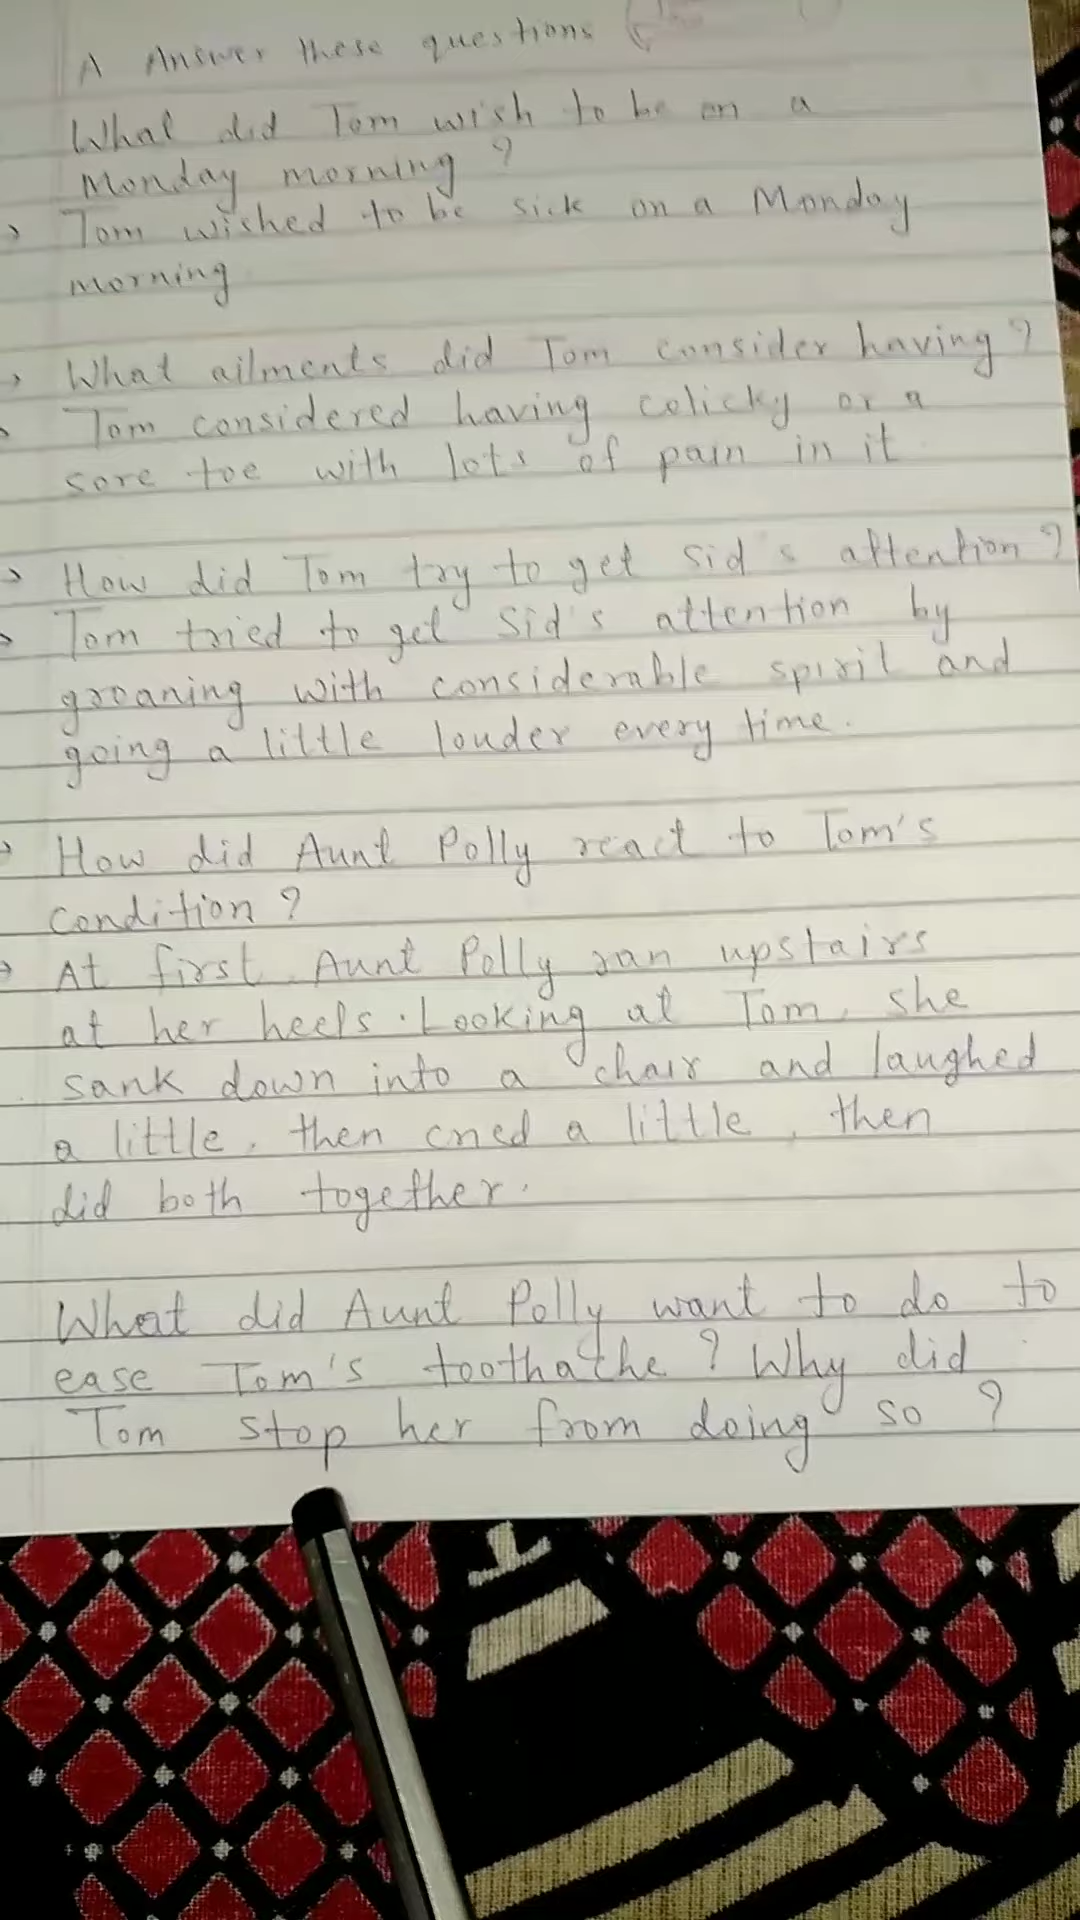 A Answer these questions
What did Tom wish to be on a
Monday morning ?
Tom wished to be sick on a Monday
morning
What ailments did Tom consider having ?
Tom considered having colicky or a
sore toe with lots of pain in it
How did Tom try to get Sid's attention ?
Tom tried to get Sid's attention by
groaning with considerable spirit and
going a little louder every time.
How did Aunt Polly react to Tom's
condition ?
At first Aunt Polly ran upstairs
at her heels. Looking at Tom, she
sank down into a chair and laughed
a little, then cried a little, then
did both together.
What did Aunt Polly want to do to
ease Tom's toothathe ? Why did
Tom stop her from doing so ?